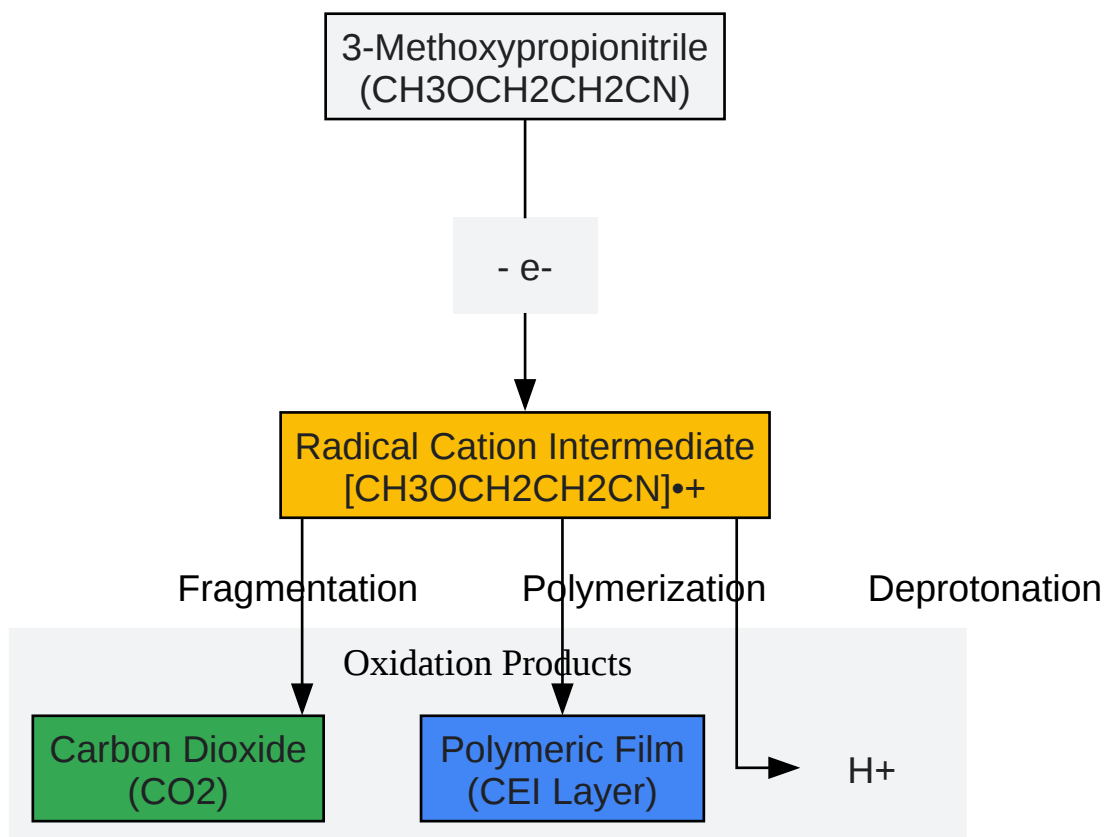 3-Methoxypropionitrile
(CH3OCH2CH2CN)
- e-
Radical Cation Intermediate
[CH3OCH2CH2CN]•+
Fragmentation
Polymerization
Deprotonation
Oxidation Products
Carbon Dioxide
(CO2)
Polymeric Film
(CEI Layer)
H+